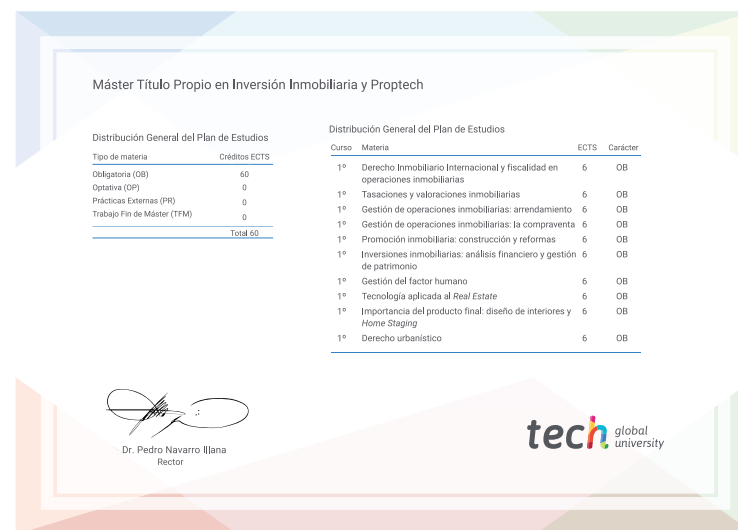 Máster Título Propio en Inversión Inmobiliaria y Proptech
Distribución General del Plan de Estudios
Tipo de materia Créditos ECTS
Obligatoria (OB) 60
Optativa (OP) 0
Prácticas Externas (PR) 0
Trabajo Fin de Máster (TFM) 0
Total 60
Distribución General del Plan de Estudios
Curso Materia ECTS Carácter
1º Derecho Inmobiliario Internacional y fiscalidad en 6 OB
operaciones inmobiliarias
1º Tasaciones y valoraciones inmobiliarias 6 OB
1º Gestión de operaciones inmobiliarias: arrendamiento 6 OB
1º Gestión de operaciones inmobiliarias: la compraventa 6 OB
1º Promoción inmobiliaria: construcción y reformas 6 OB
1º Inversiones inmobiliarias: análisis financiero y gestión 6 OB
de patrimonio
1º Gestión del factor humano 6 OB
1º Tecnología aplicada al Real Estate 6 OB
1º Importancia del producto final: diseño de interiores y 6 OB
Home Staging
1º Derecho urbanístico 6 OB
Dr. Pedro Navarro Illana
Rector
tech global
university